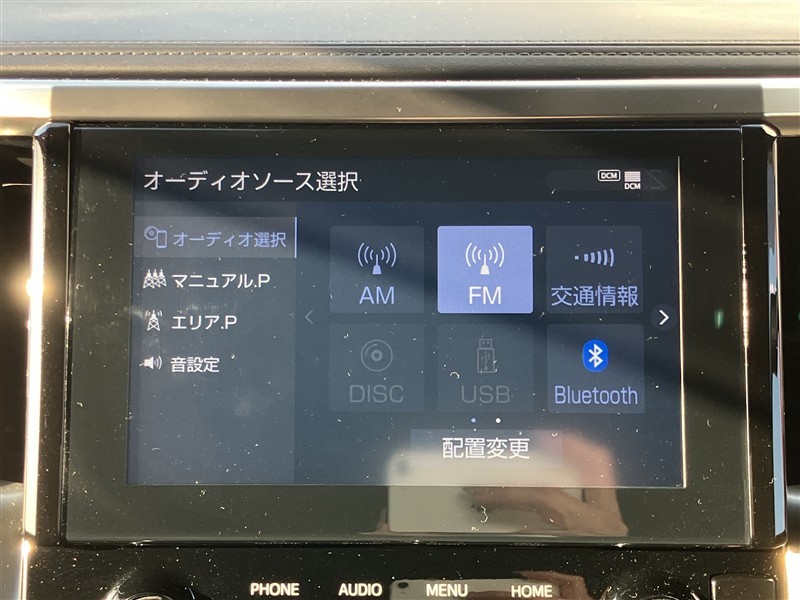 オーディオソース選択
DCM
DCM
オーディオ選択
マニュアル.P
エリア.P
音設定
AM
FM
交通情報
DISC
USB
Bluetooth
配置変更
PHONE AUDIO MENU HOME